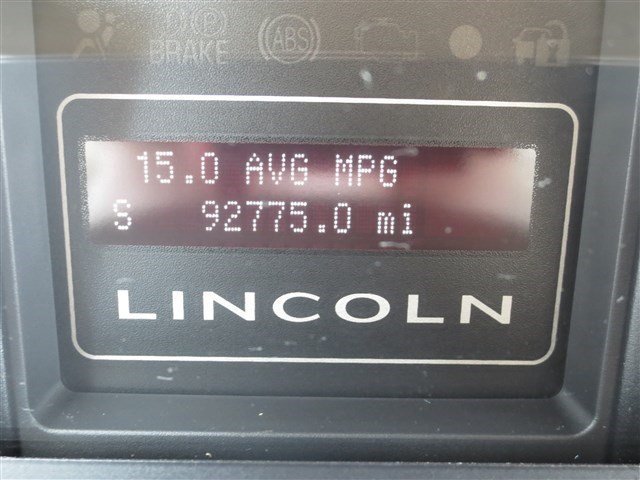 (P)
BRAKE
(ABS)
15.0 AVG MPG
S 92775.0 mi
LINCOLN